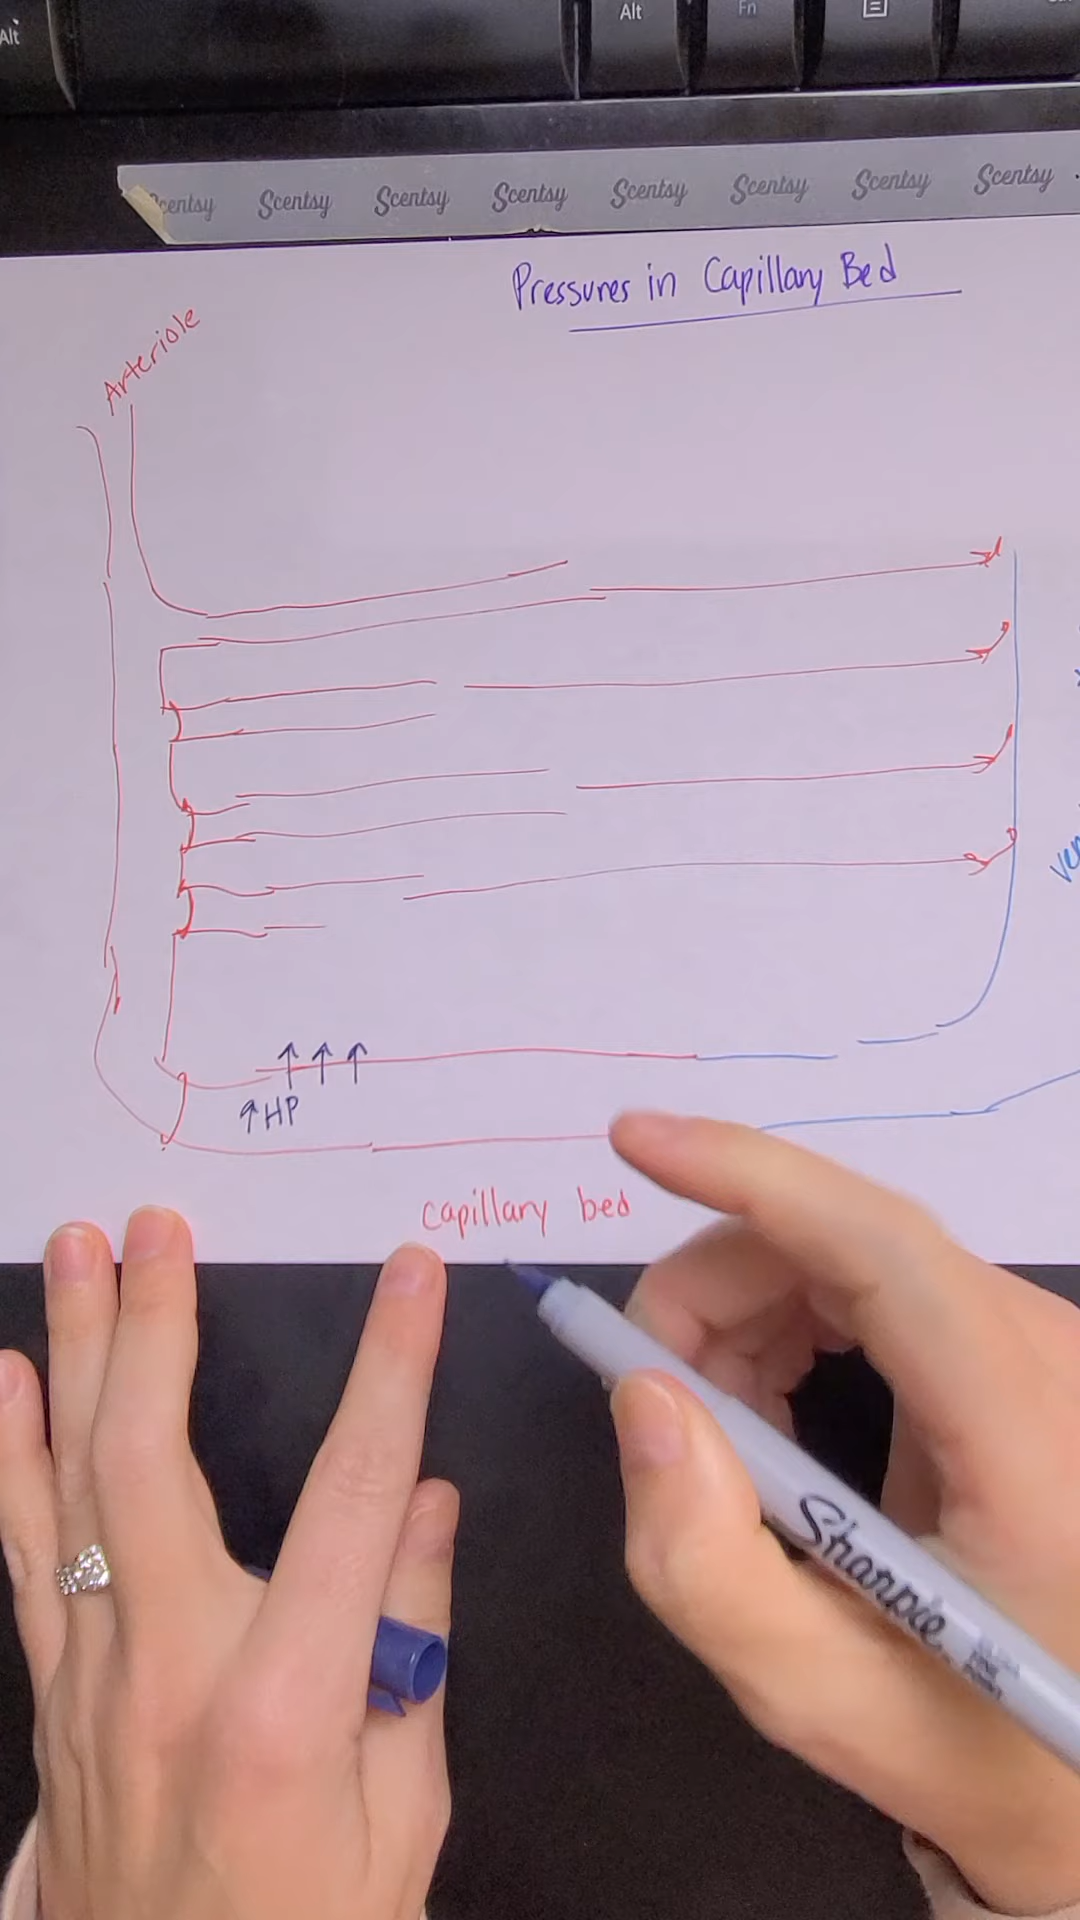 Alt
Alt
Fn
Scentsy Scentsy Scentsy Scentsy Scentsy Scentsy Scentsy Scentsy
Pressures in Capillary Bed
Arteriole
↑HP
capillary bed
Sharpie